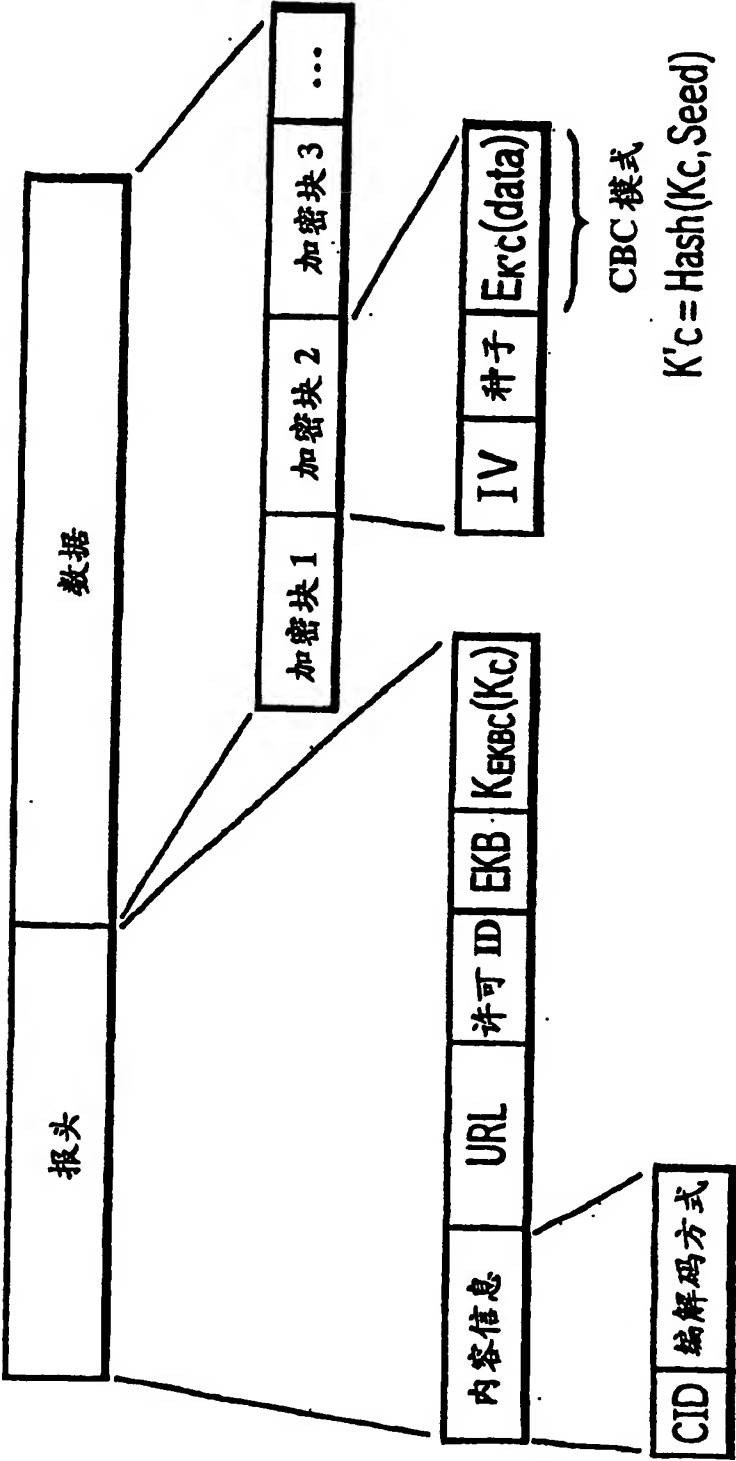 报头 数据
加密块 1 加密块 2 加密块 3 ...
内容信息 URL 许可 ID EKB KEKBC(Kc)
IV 种子 EK'C(data)
CBC 模式
K'c = Hash(Kc, Seed)
CID 编解码方式